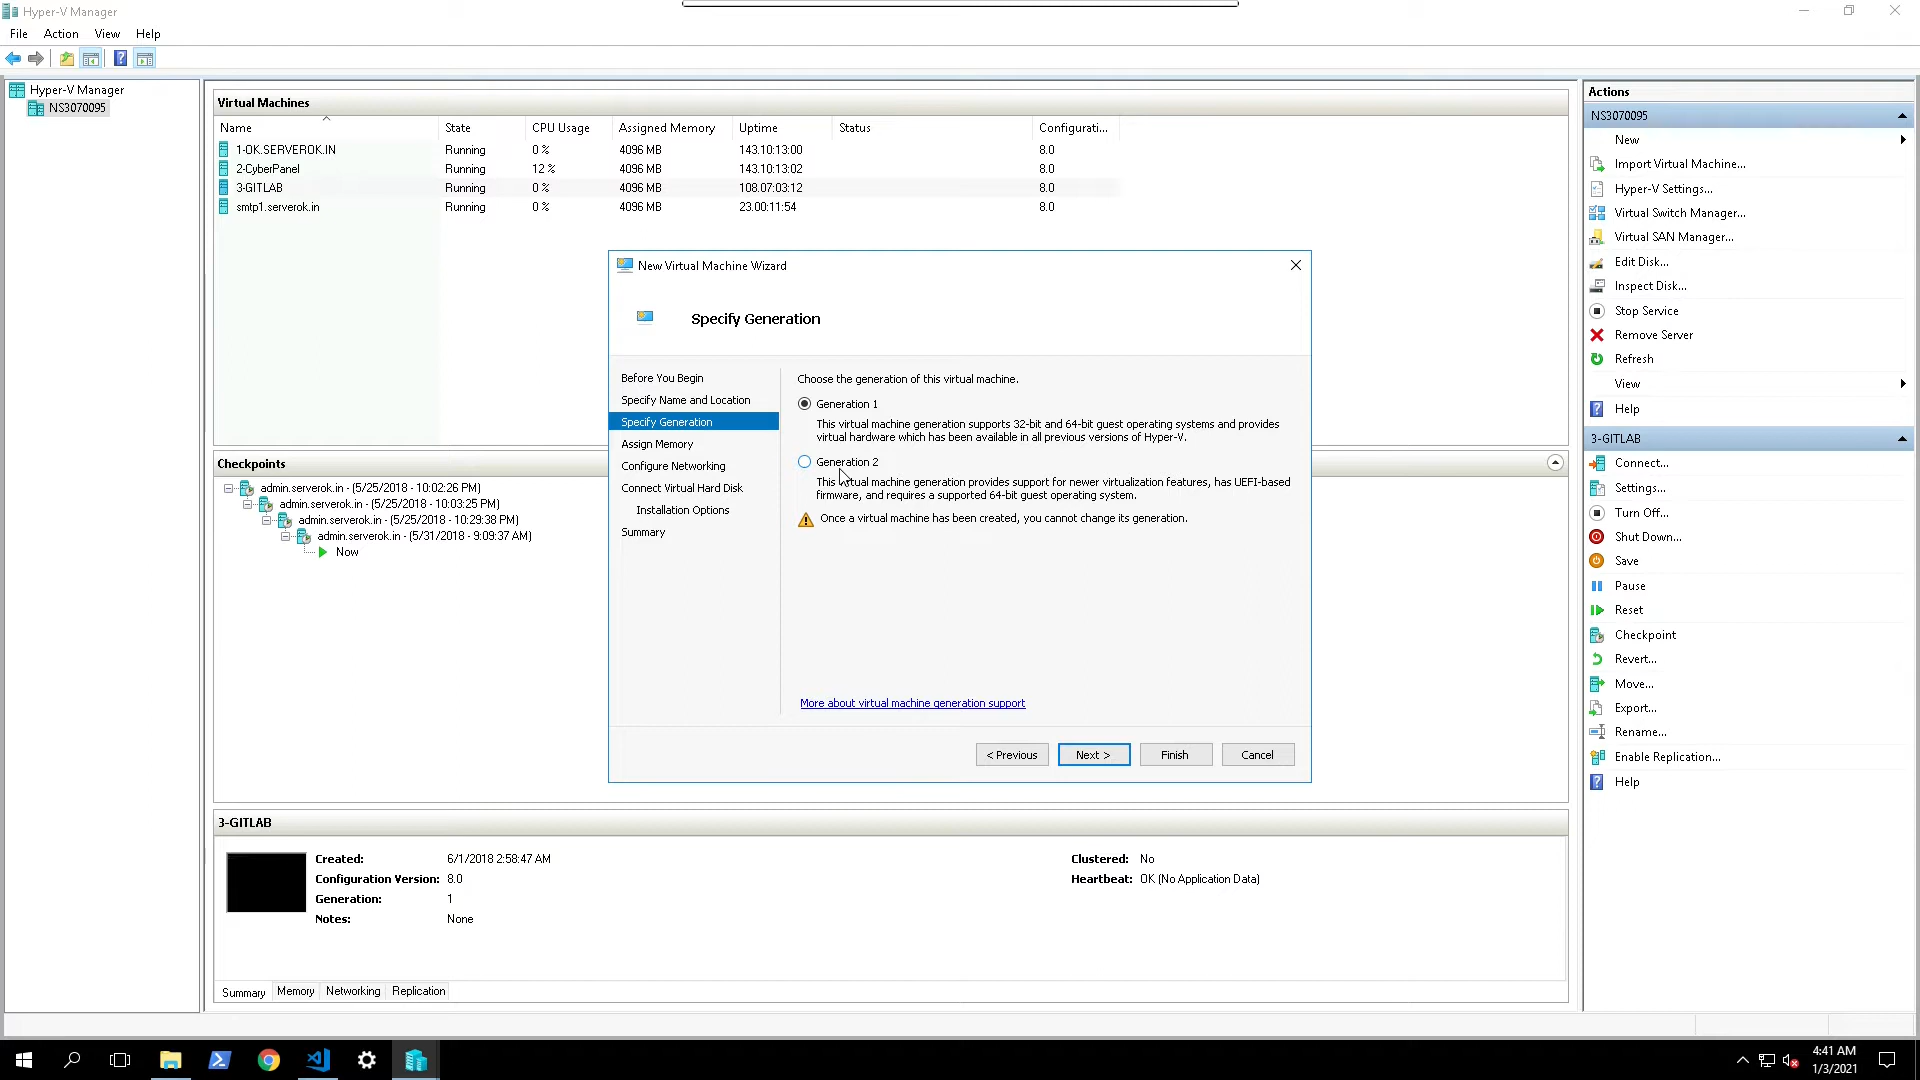 Hyper-V Manager
File Action View Help
Hyper-V Manager
NS3070095
Virtual Machines
Name State CPU Usage Assigned Memory Uptime Status Configurati...
1-OK.SERVEROK.IN Running 0 % 4096 MB 143.10:13:00 8.0
2-CyberPanel Running 12 % 4096 MB 143.10:13:02 8.0
3-GITLAB Running 0 % 4096 MB 108.07:03:12 8.0
smtp1.serverok.in Running 0 % 4096 MB 23.00:11:54 8.0
Checkpoints
admin.serverok.in - (5/25/2018 - 10:02:26 PM)
admin.serverok.in - (5/25/2018 - 10:03:25 PM)
admin.serverok.in - (5/25/2018 - 10:29:38 PM)
admin.serverok.in - (5/31/2018 - 9:09:37 AM)
Now
New Virtual Machine Wizard
Specify Generation
Before You Begin
Specify Name and Location
Specify Generation
Assign Memory
Configure Networking
Connect Virtual Hard Disk
Installation Options
Summary
Choose the generation of this virtual machine.
Generation 1
This virtual machine generation supports 32-bit and 64-bit guest operating systems and provides
virtual hardware which has been available in all previous versions of Hyper-V.
Generation 2
This virtual machine generation provides support for newer virtualization features, has UEFI-based
firmware, and requires a supported 64-bit guest operating system.
Once a virtual machine has been created, you cannot change its generation.
More about virtual machine generation support
< Previous Next > Finish Cancel
3-GITLAB
Created: 6/1/2018 2:58:47 AM Clustered: No
Configuration Version: 8.0 Heartbeat: OK (No Application Data)
Generation: 1
Notes: None
Summary Memory Networking Replication
Actions
NS3070095
New
Import Virtual Machine...
Hyper-V Settings...
Virtual Switch Manager...
Virtual SAN Manager...
Edit Disk...
Inspect Disk...
Stop Service
Remove Server
Refresh
View
Help
3-GITLAB
Connect...
Settings...
Turn Off...
Shut Down...
Save
Pause
Reset
Checkpoint
Revert...
Move...
Export...
Rename...
Enable Replication...
Help
4:41 AM
1/3/2021